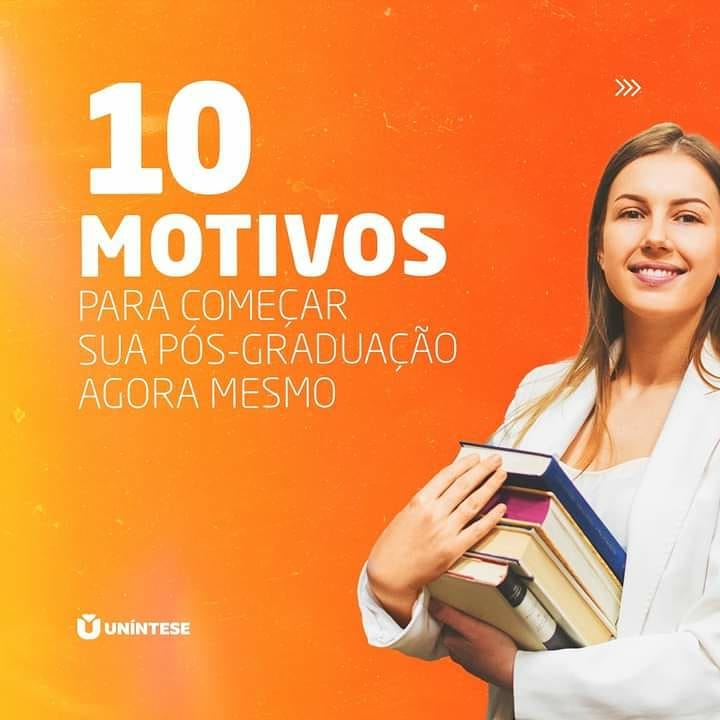 10
MOTIVOS
PARA COMEÇAR
SUA PÓS-GRADUAÇÃO
AGORA MESMO
UNÍNTESE